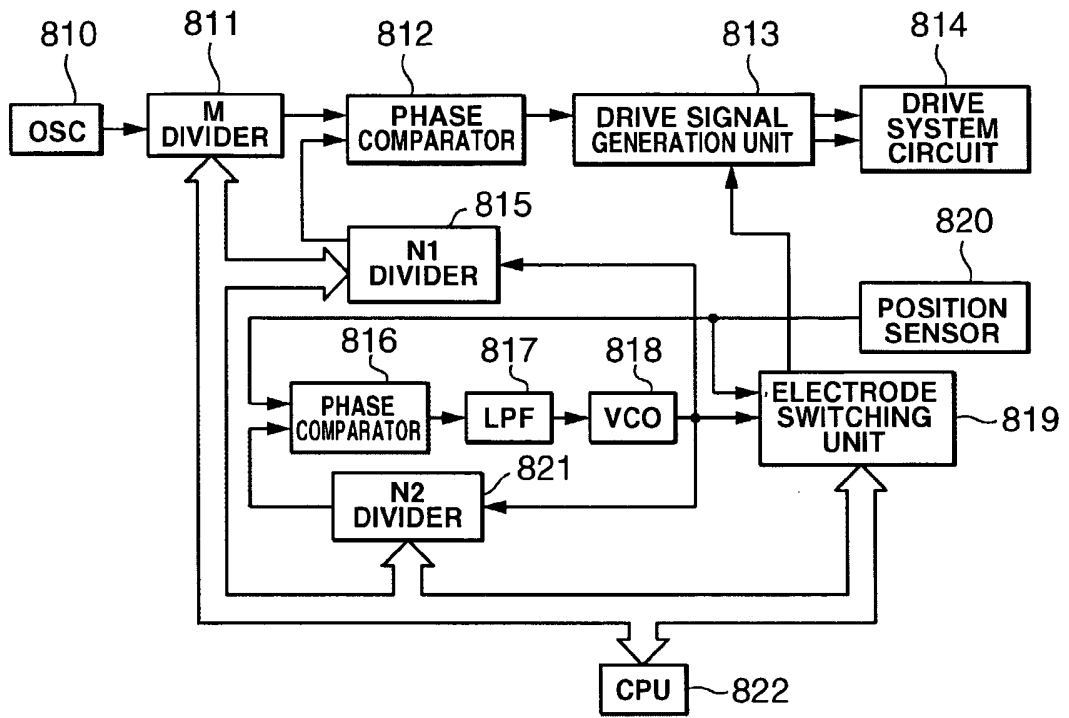 810
811
812
813
814
OSC
M
DIVIDER
PHASE
COMPARATOR
DRIVE SIGNAL
GENERATION UNIT
DRIVE
SYSTEM
CIRCUIT
815
N1
DIVIDER
820
POSITION
SENSOR
816
817
818
PHASE
COMPARATOR
LPF
VCO
ELECTRODE
SWITCHING
UNIT
819
821
N2
DIVIDER
CPU
822